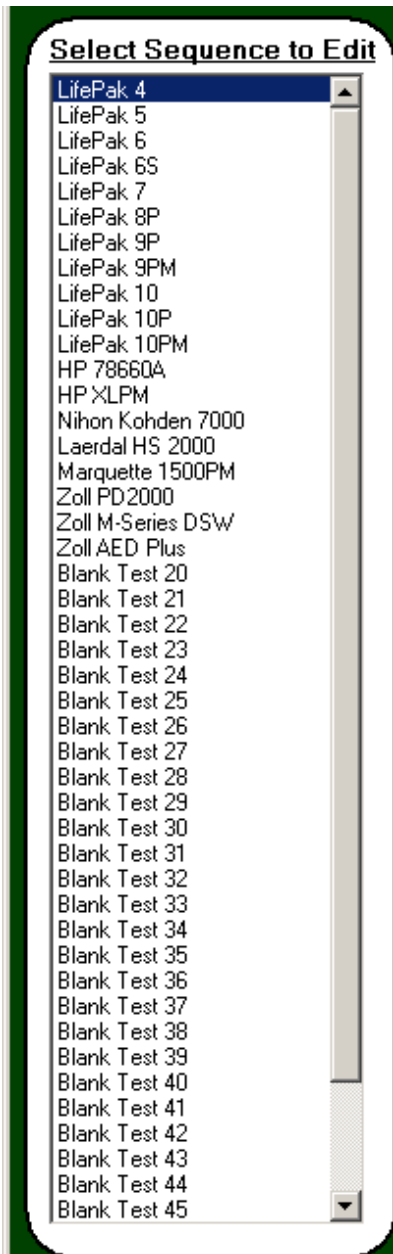 Select Sequence to Edit
LifePak 4
LifePak 5
LifePak 6
LifePak 6S
LifePak 7
LifePak 8P
LifePak 9P
LifePak 9PM
LifePak 10
LifePak 10P
LifePak 10PM
HP 78660A
HP XLPM
Nihon Kohden 7000
Laerdal HS 2000
Marquette 1500PM
Zoll PD2000
Zoll M-Series DSW
Zoll AED Plus
Blank Test 20
Blank Test 21
Blank Test 22
Blank Test 23
Blank Test 24
Blank Test 25
Blank Test 26
Blank Test 27
Blank Test 28
Blank Test 29
Blank Test 30
Blank Test 31
Blank Test 32
Blank Test 33
Blank Test 34
Blank Test 35
Blank Test 36
Blank Test 37
Blank Test 38
Blank Test 39
Blank Test 40
Blank Test 41
Blank Test 42
Blank Test 43
Blank Test 44
Blank Test 45